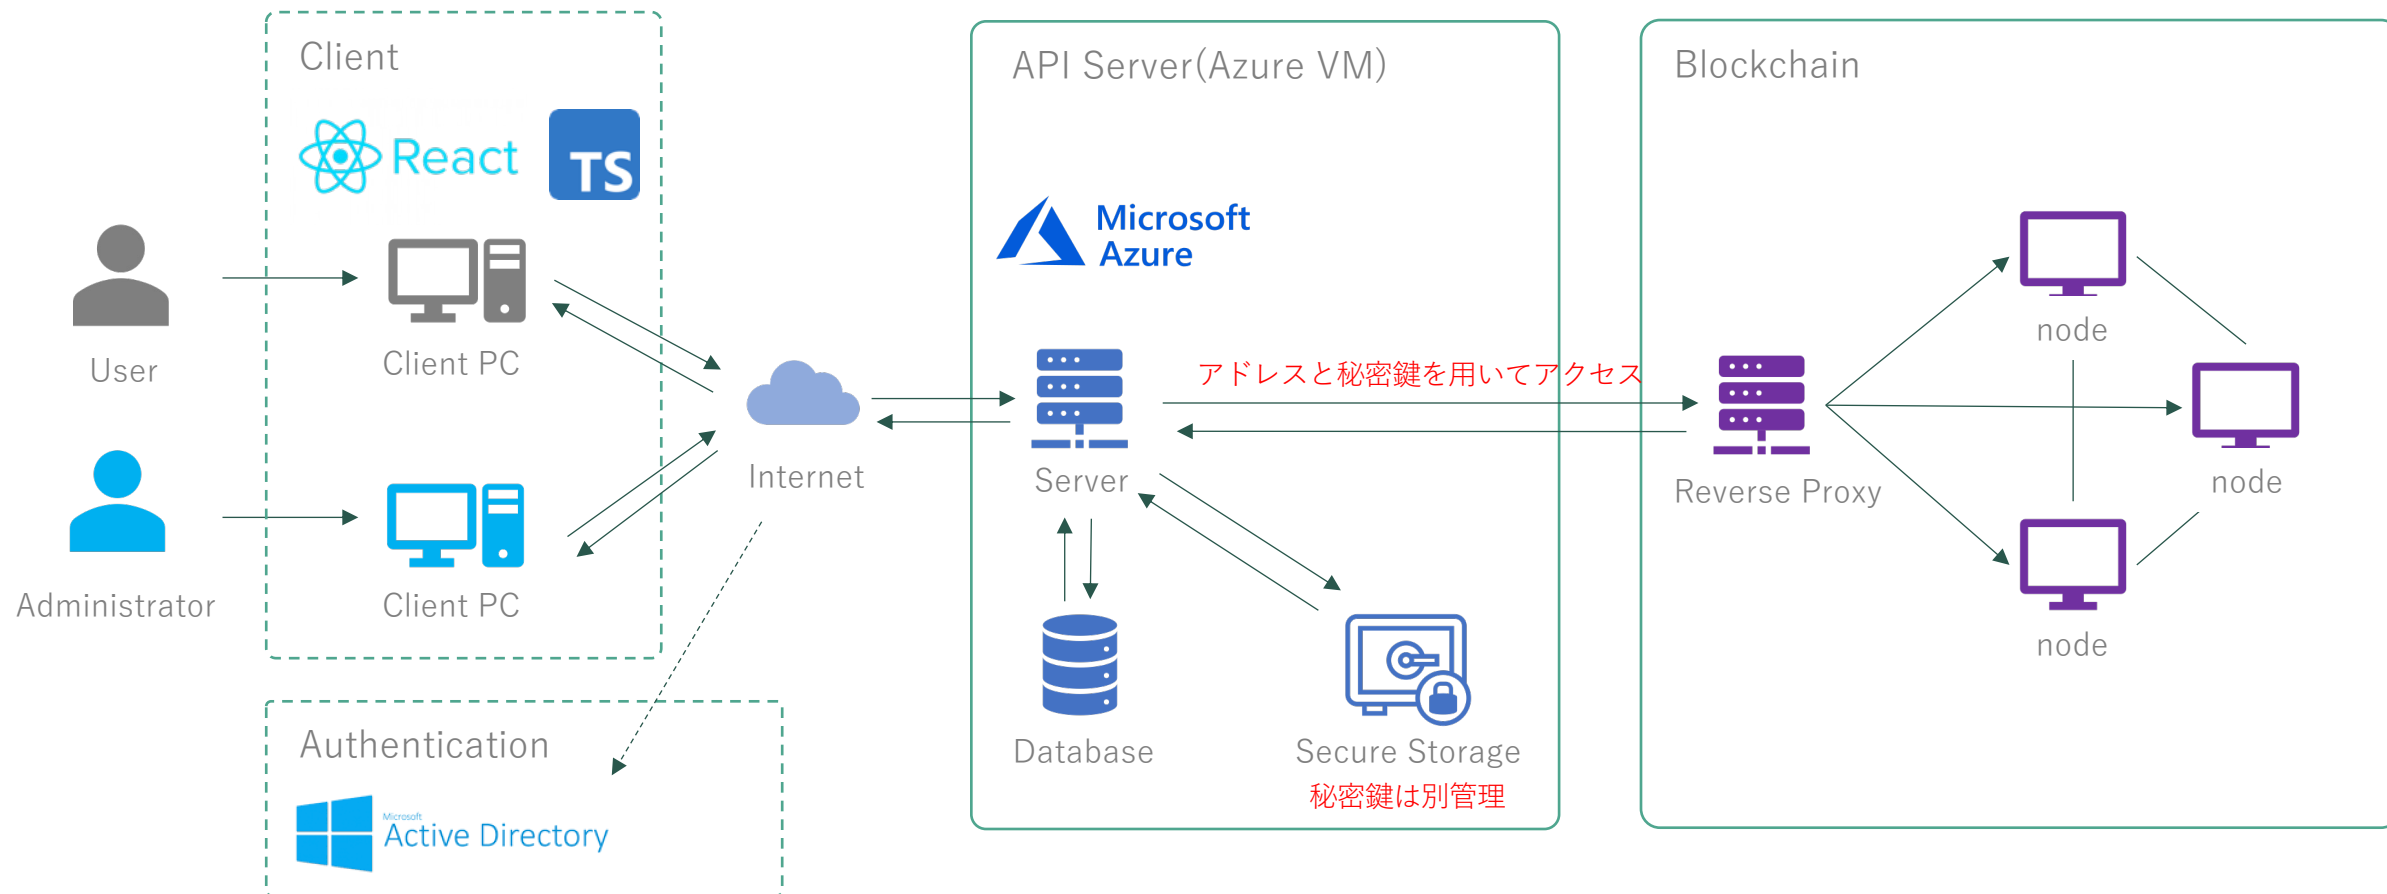 Client
React
TS
User
Client PC
Administrator
Client PC
Internet
Authentication
Microsoft
Active Directory
API Server(Azure VM)
Microsoft
Azure
アドレスと秘密鍵を用いてアクセス
Server
Database
Secure Storage
秘密鍵は別管理
Blockchain
Reverse Proxy
node
node
node